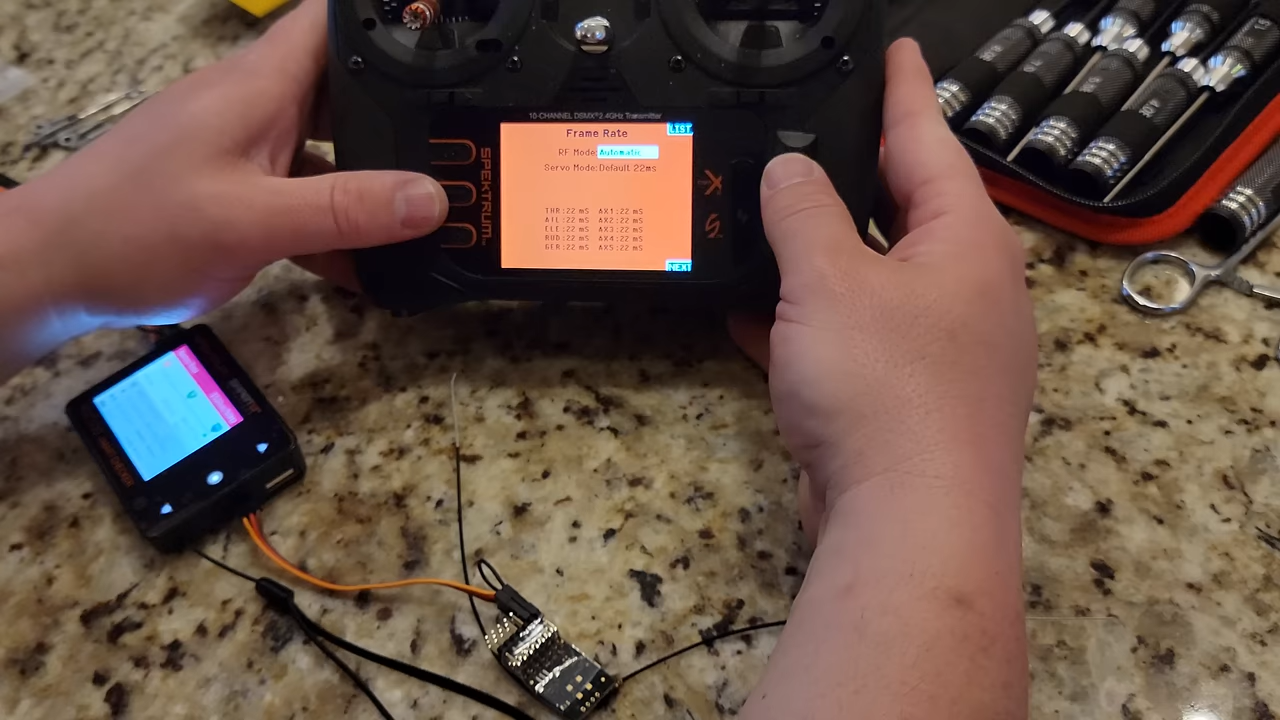 10-CHANNEL DSMX® 2.4GHz Transmitter
LIST
Frame Rate
RF Mode: Automatic
Servo Mode: Default 22ms
THR: 22 mS AX1: 22 mS
AIL: 22 mS AX2: 22 mS
ELE: 22 mS AX3: 22 mS
RUD: 22 mS AX4: 22 mS
GER: 22 mS AX5: 22 mS
NEXT
SPEKTRUM